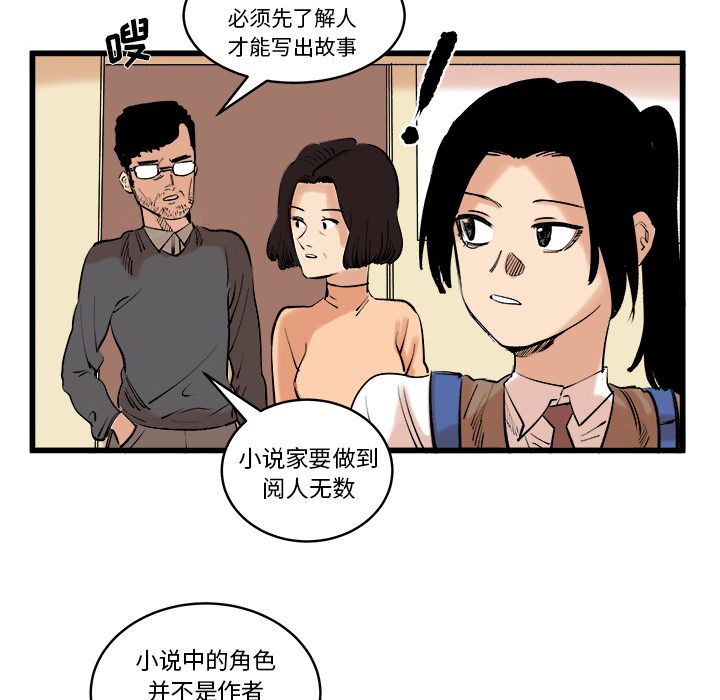 必须先了解人
才能写出故事
嗖
小说家要做到
阅人无数
小说中的角色
并不是作者